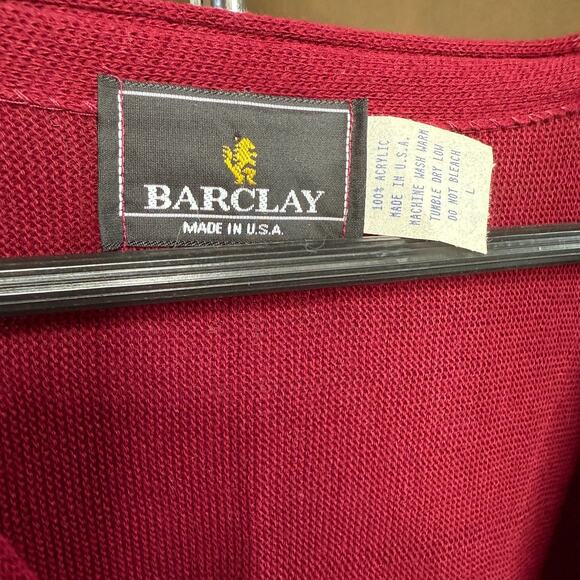 BARCLAY
MADE IN U.S.A.
100% ACRYLIC
MADE IN U.S.A.
MACHINE WASH WARM
TUMBLE DRY LOW
DO NOT BLEACH
L